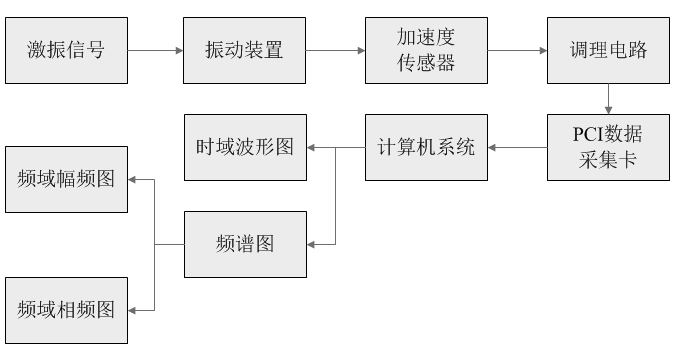 激振信号
振动装置
加速度
传感器
调理电路
PCI数据
采集卡
计算机系统
时域波形图
频谱图
频域幅频图
频域相频图